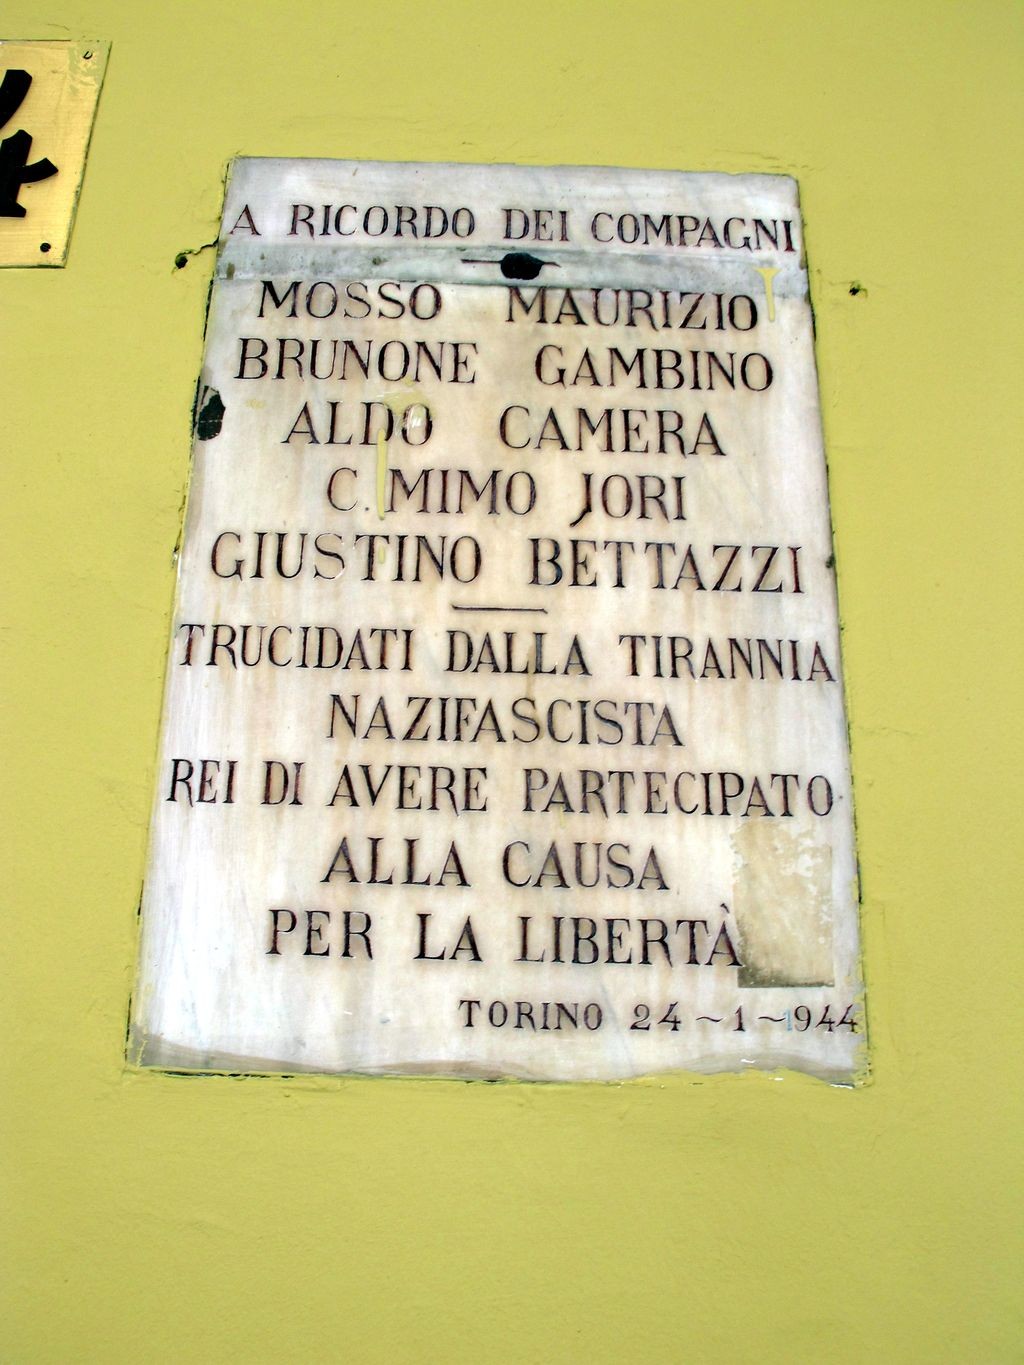 A RICORDO DEI COMPAGNI
MOSSO MAURIZIO
BRUNONE GAMBINO
ALDO CAMERA
C. MIMO JORI
GIUSTINO BETTAZZI
TRUCIDATI DALLA TIRANNIA
NAZIFASCISTA
REI DI AVERE PARTECIPATO
ALLA CAUSA
PER LA LIBERTÀ
TORINO 24~1~944